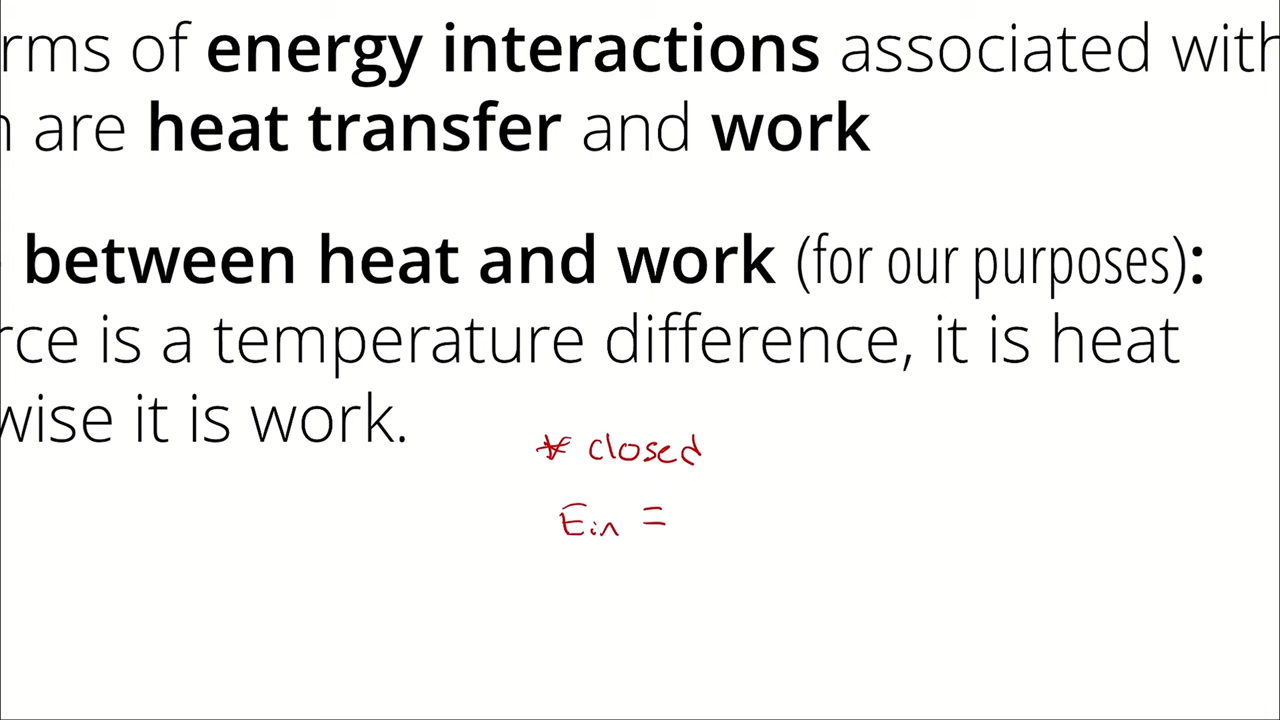 rms of energy interactions associated with
are heat transfer and work
between heat and work (for our purposes):
rce is a temperature difference, it is heat
wise it is work.
* closed
Ein =